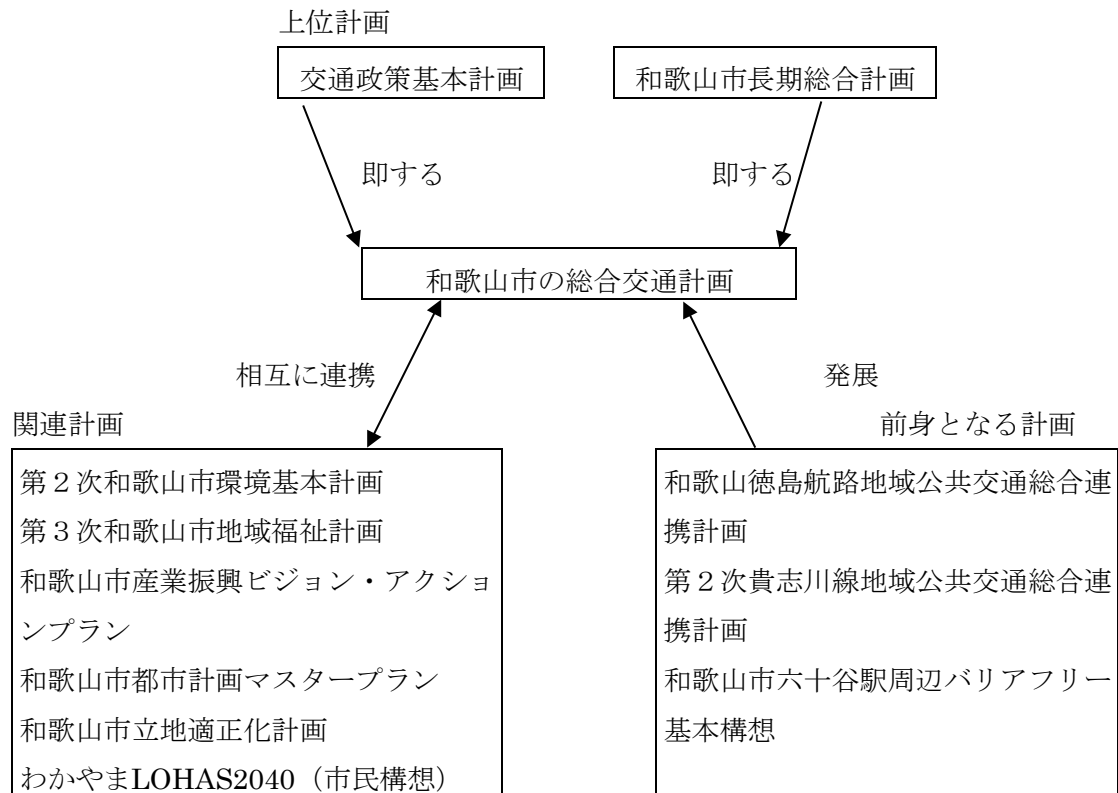 上位計画
交通政策基本計画
和歌山市長期総合計画
即する
即する
和歌山市の総合交通計画
相互に連携
発展
関連計画
前身となる計画
第２次和歌山市環境基本計画
第３次和歌山市地域福祉計画
和歌山市産業振興ビジョン・アクショ
ンプラン
和歌山市都市計画マスタープラン
和歌山市立地適正化計画
わかやまLOHAS2040（市民構想）
和歌山徳島航路地域公共交通総合連
携計画
第２次貴志川線地域公共交通総合連
携計画
和歌山市六十谷駅周辺バリアフリー
基本構想